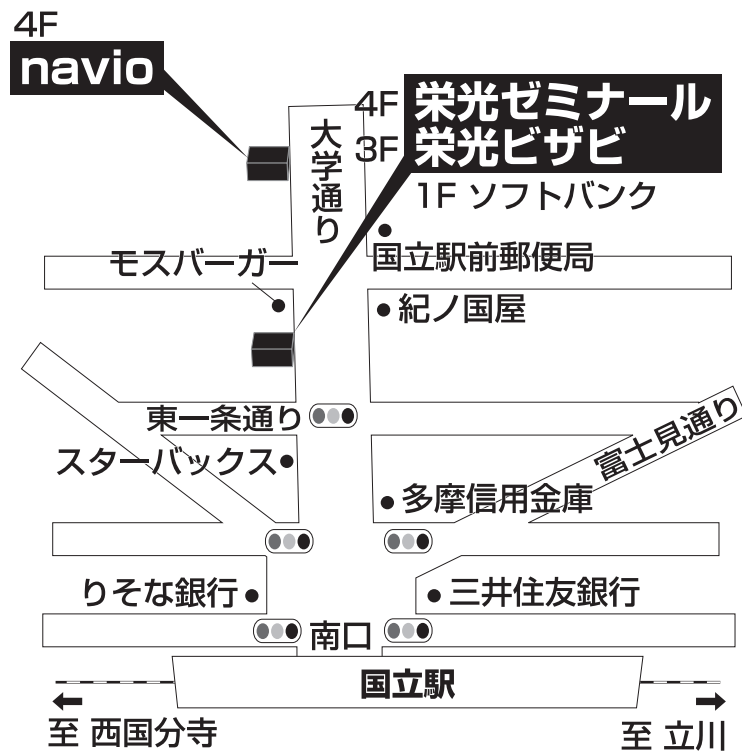 4F
navio
4F 栄光ゼミナール
3F 栄光ビザビ
1F ソフトバンク
大学通り
国立駅前郵便局
モスバーガー
紀ノ国屋
東一条通り
富士見通り
スターバックス
多摩信用金庫
りそな銀行
三井住友銀行
南口
国立駅
至 西国分寺
至 立川